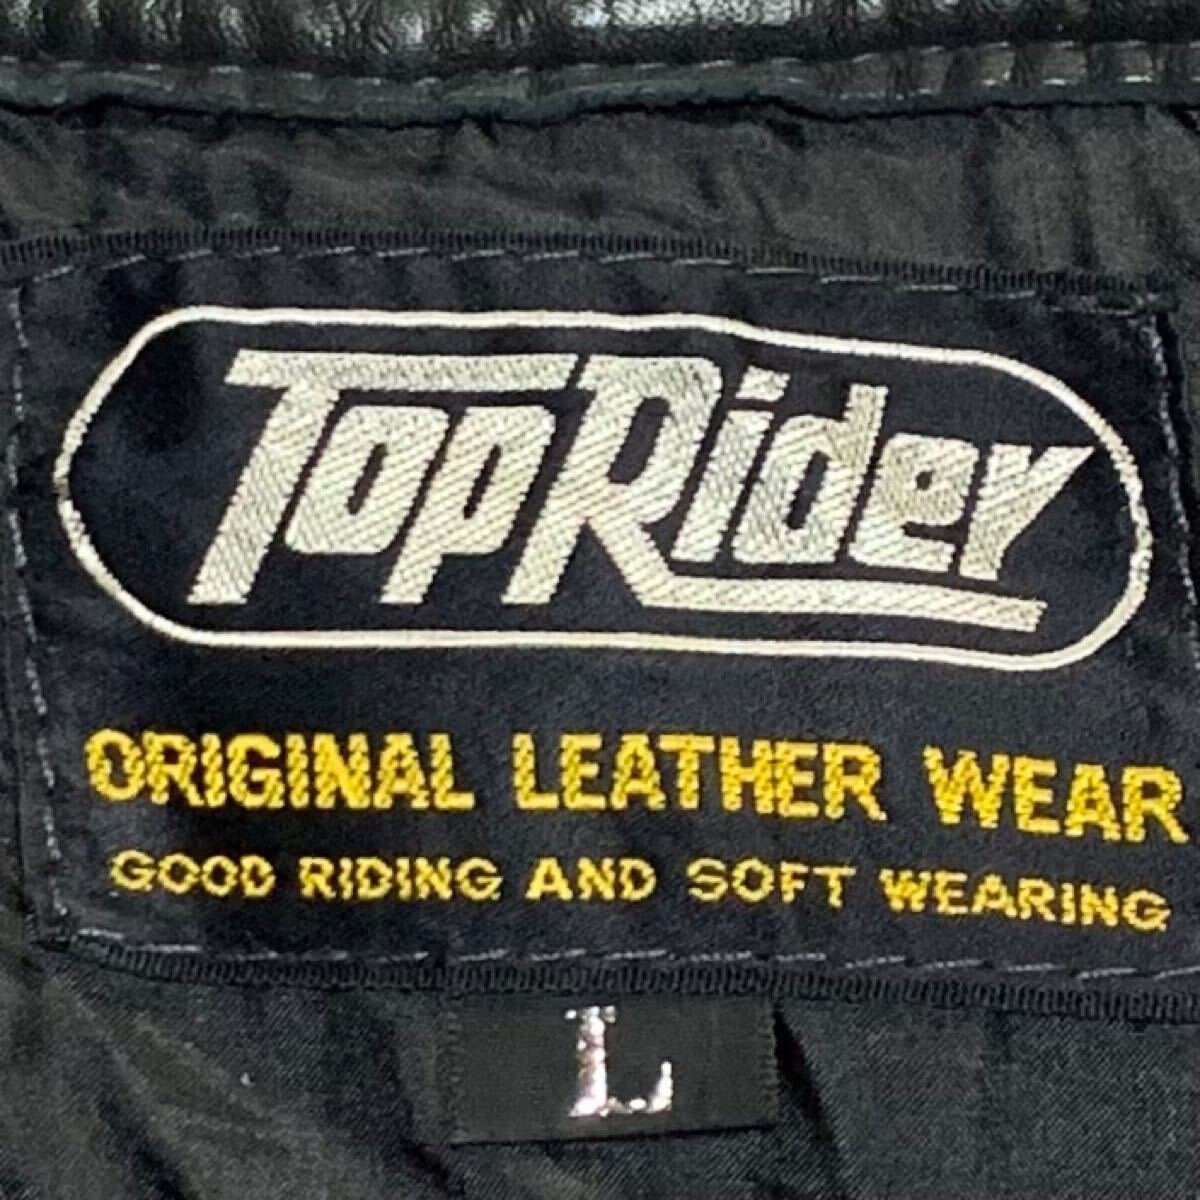 TopRider
ORIGINAL LEATHER WEAR
GOOD RIDING AND SOFT WEARING
L